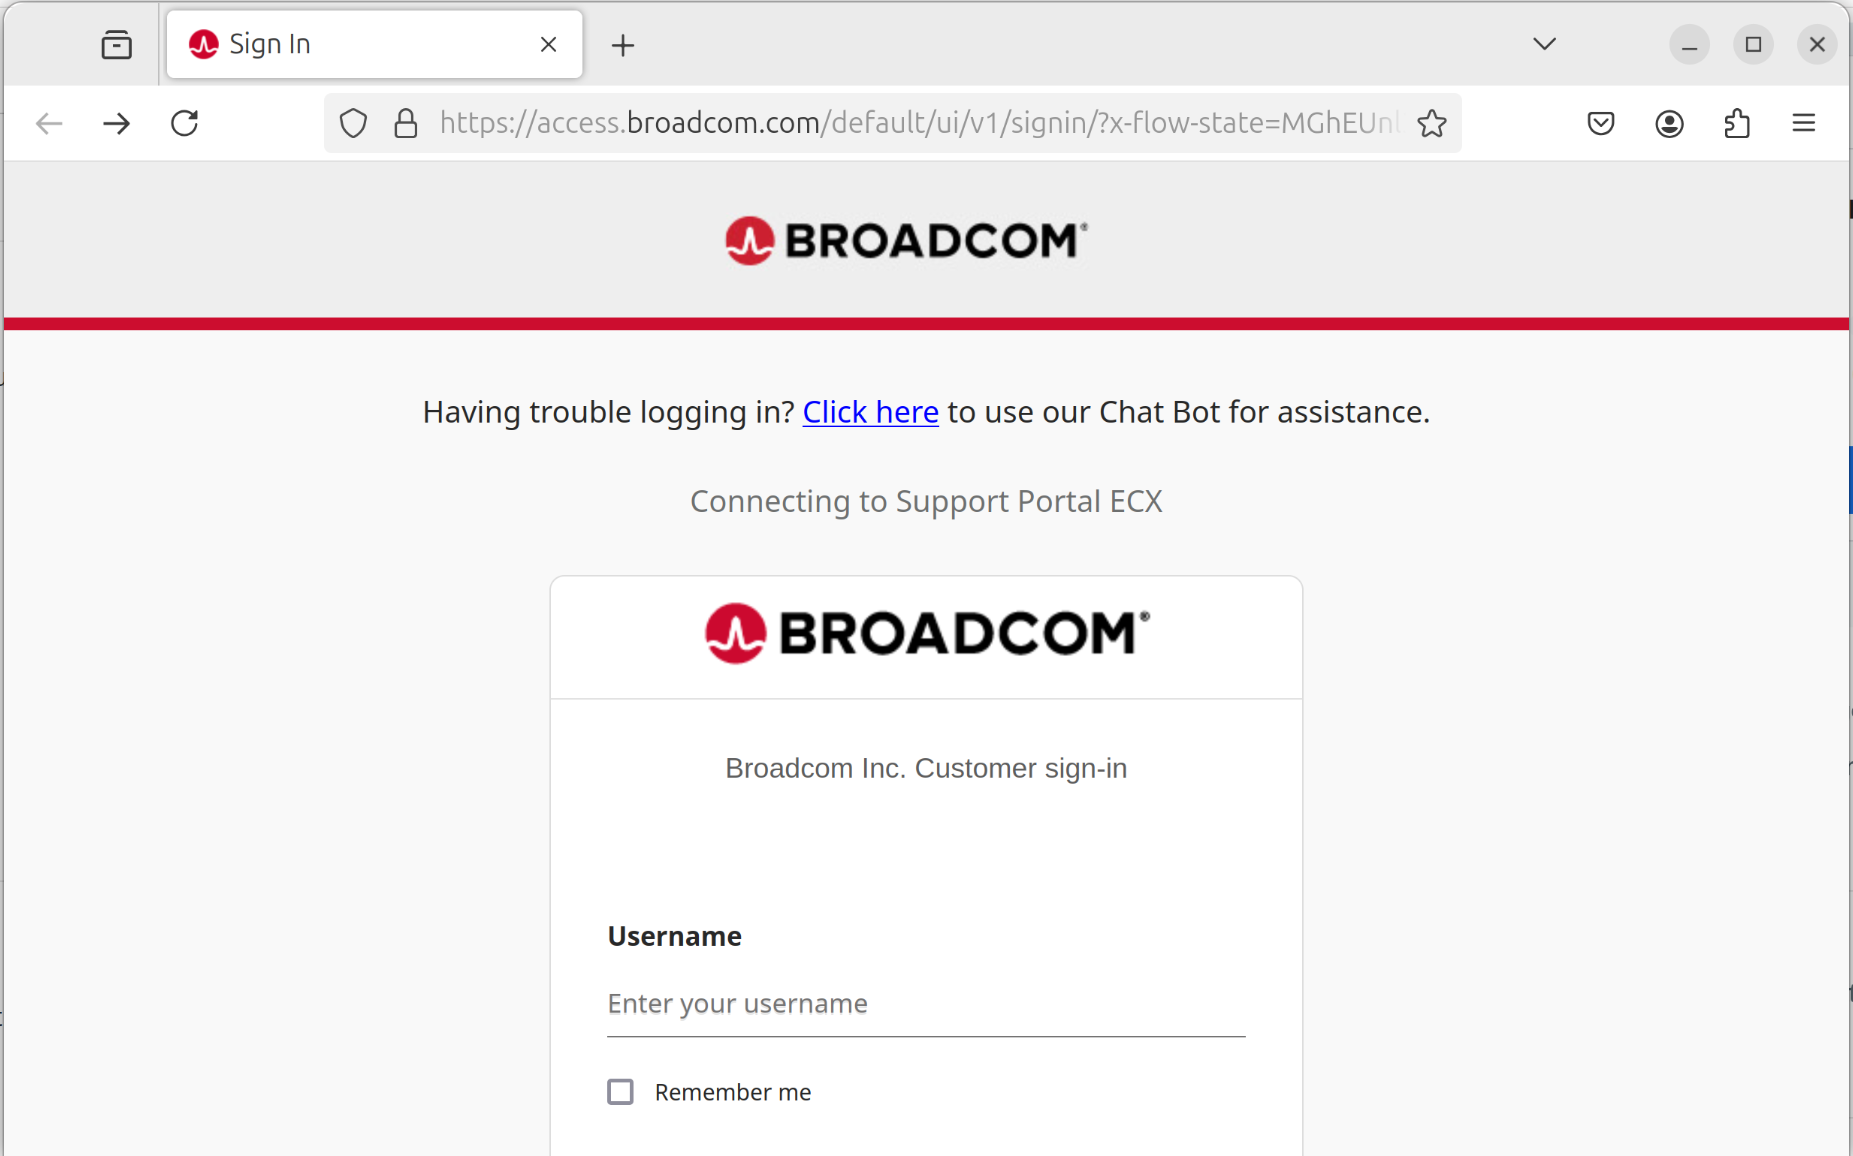 Sign In
https://access.broadcom.com/default/ui/v1/signin/?x-flow-state=MGhEUnl
BROADCOM®
Having trouble logging in? Click here to use our Chat Bot for assistance.
Connecting to Support Portal ECX
BROADCOM®
Broadcom Inc. Customer sign-in
Username
Enter your username
Remember me